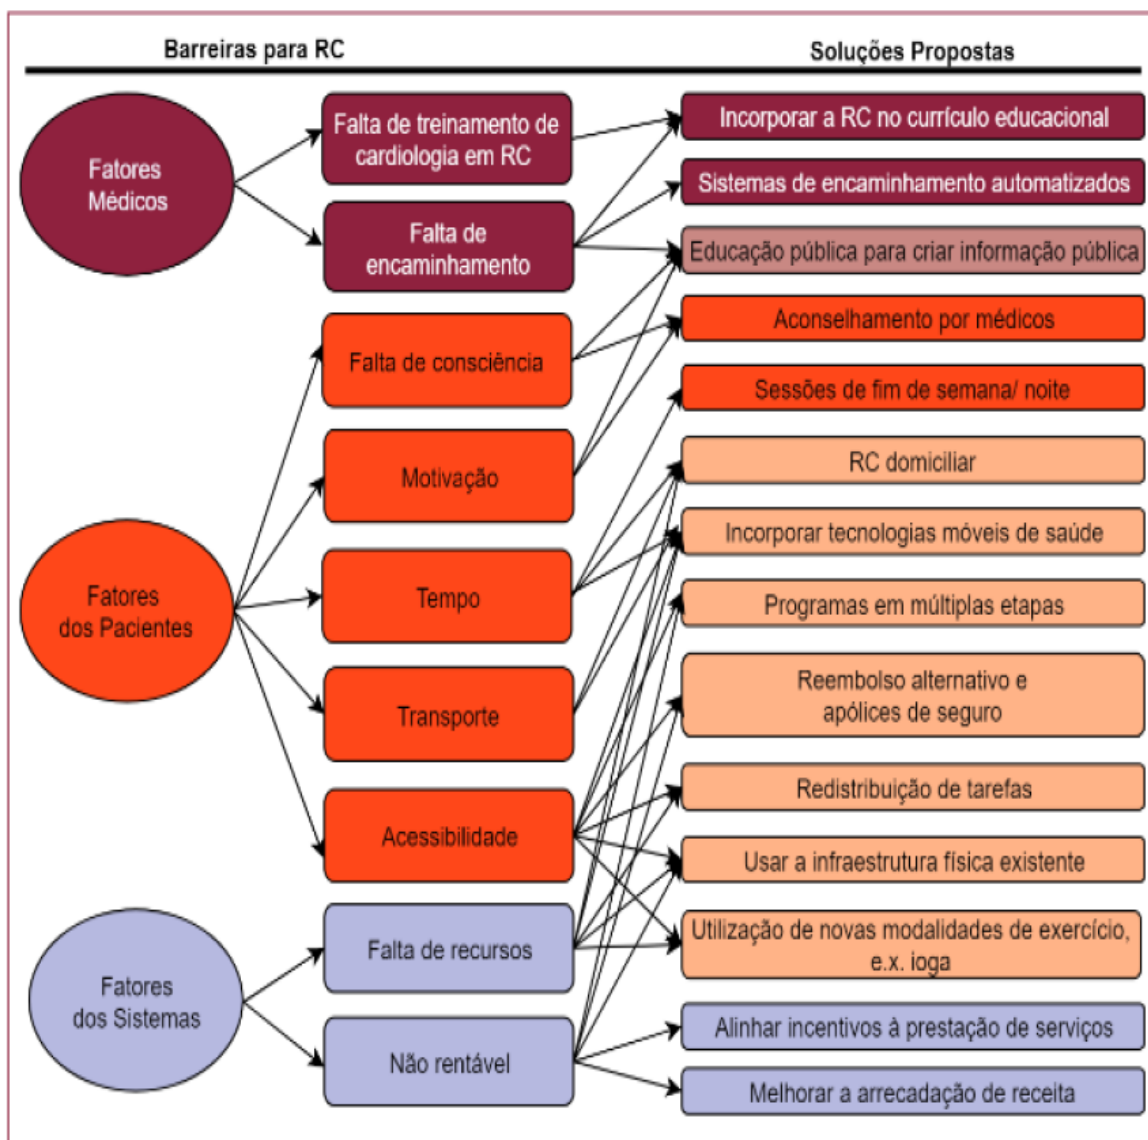 Barreiras para RC
Soluções Propostas
Fatores
Médicos
Falta de treinamento de
cardiologia em RC
Falta de
encaminhamento
Incorporar a RC no currículo educacional
Sistemas de encaminhamento automatizados
Educação pública para criar informação pública
Fatores
dos Pacientes
Falta de consciência
Motivação
Tempo
Transporte
Acessibilidade
Aconselhamento por médicos
Sessões de fim de semana/ noite
RC domiciliar
Incorporar tecnologias móveis de saúde
Programas em múltiplas etapas
Reembolso alternativo e
apólices de seguro
Redistribuição de tarefas
Usar a infraestrutura física existente
Utilização de novas modalidades de exercício,
e.x. ioga
Fatores
dos Sistemas
Falta de recursos
Não rentável
Alinhar incentivos à prestação de serviços
Melhorar a arrecadação de receita